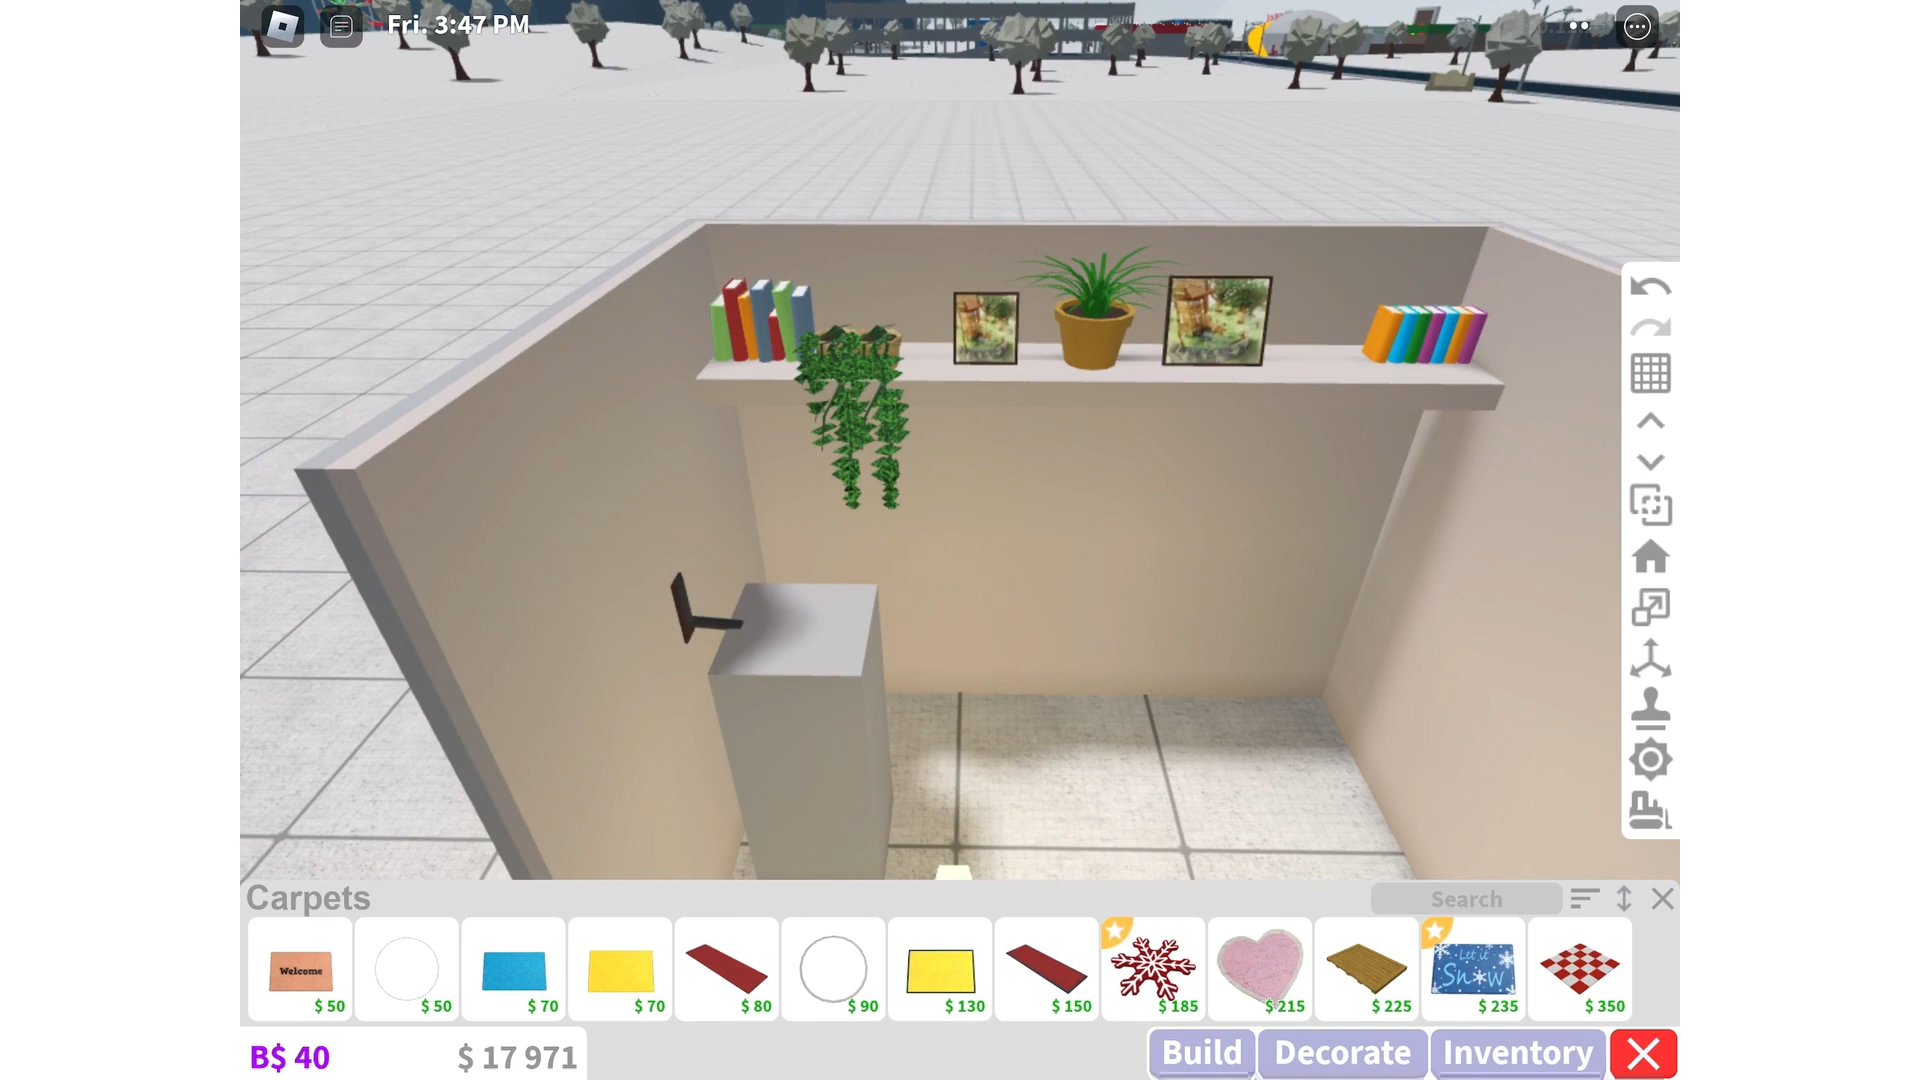 Fri. 3:47 PM
Carpets
Search
Welcome
$ 50
$ 50
$ 70
$ 70
$ 80
$ 90
$ 130
$ 150
$ 185
$ 215
$ 225
Let it
Snow
$ 235
$ 350
B$ 40
$ 17 971
Build
Decorate
Inventory